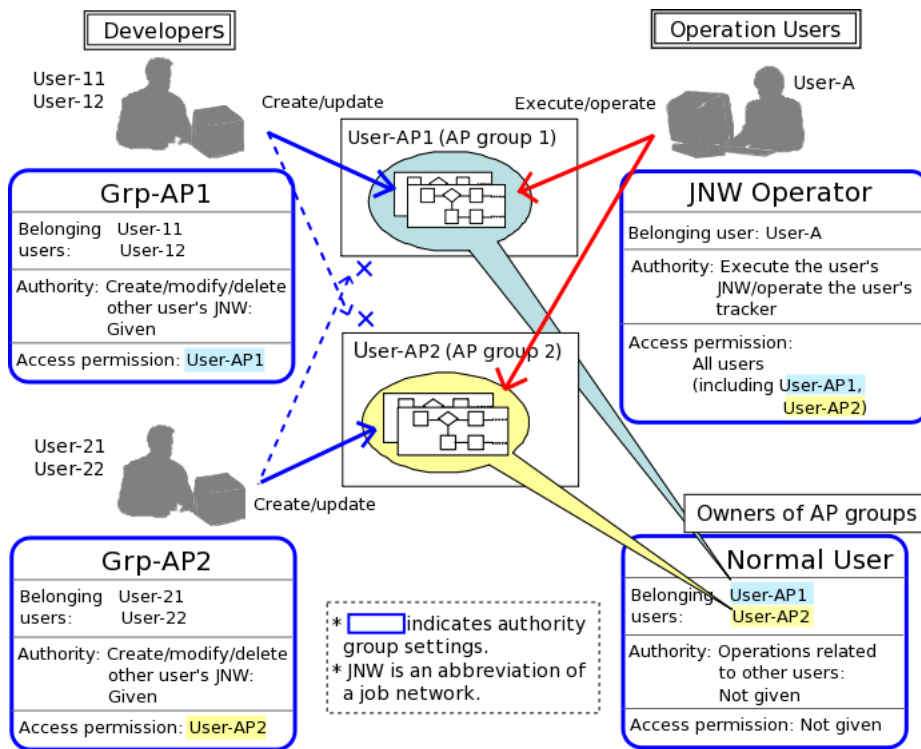 Developers
User-11
User-12
Create/update
Grp-AP1
Belonging User-11
users: User-12
Authority: Create/modify/delete
other user's JNW:
Given
Access permission: User-AP1
User-21
User-22
Create/update
Grp-AP2
Belonging User-21
users: User-22
Authority: Create/modify/delete
other user's JNW:
Given
Access permission: User-AP2
User-AP1 (AP group 1)
User-AP2 (AP group 2)
* indicates authority
group settings.
* JNW is an abbreviation of
a job network.
Operation Users
User-A
Execute/operate
JNW Operator
Belonging user: User-A
Authority: Execute the user's
JNW/operate the user's
tracker
Access permission:
All users
(including User-AP1,
User-AP2)
Owners of AP groups
Normal User
Belonging User-AP1
users: User-AP2
Authority: Operations related
to other users:
Not given
Access permission: Not given